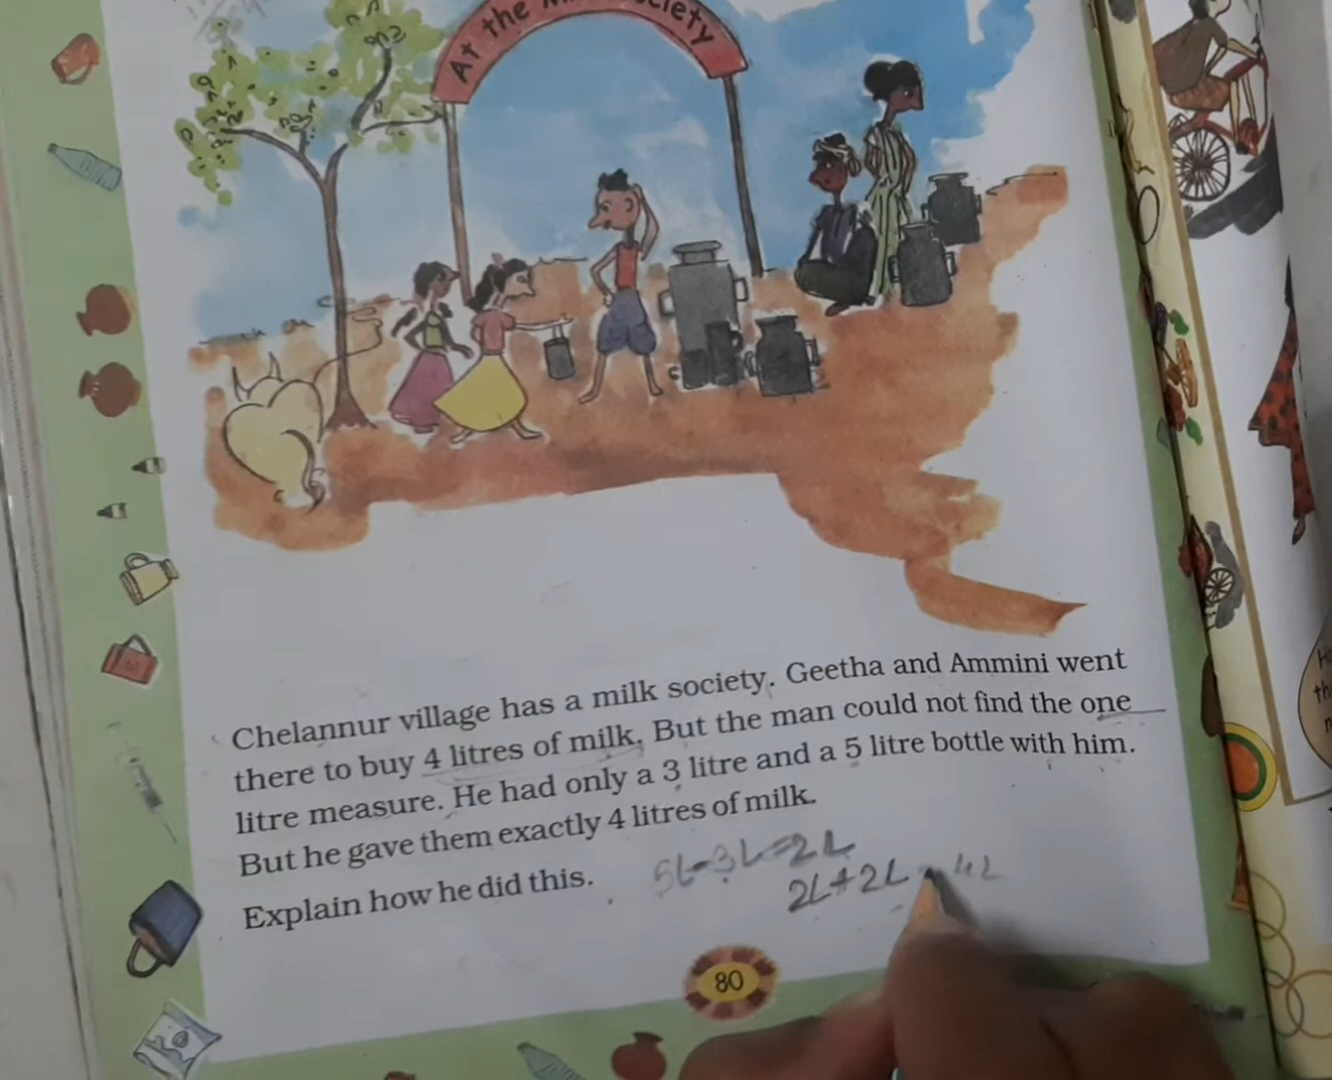 At the Society
Chelannur village has a milk society. Geetha and Ammini went
there to buy 4 litres of milk. But the man could not find the one
litre measure. He had only a 3 litre and a 5 litre bottle with him.
But he gave them exactly 4 litres of milk.
Explain how he did this.
5L-3L=2L
2L+2L 4L
80